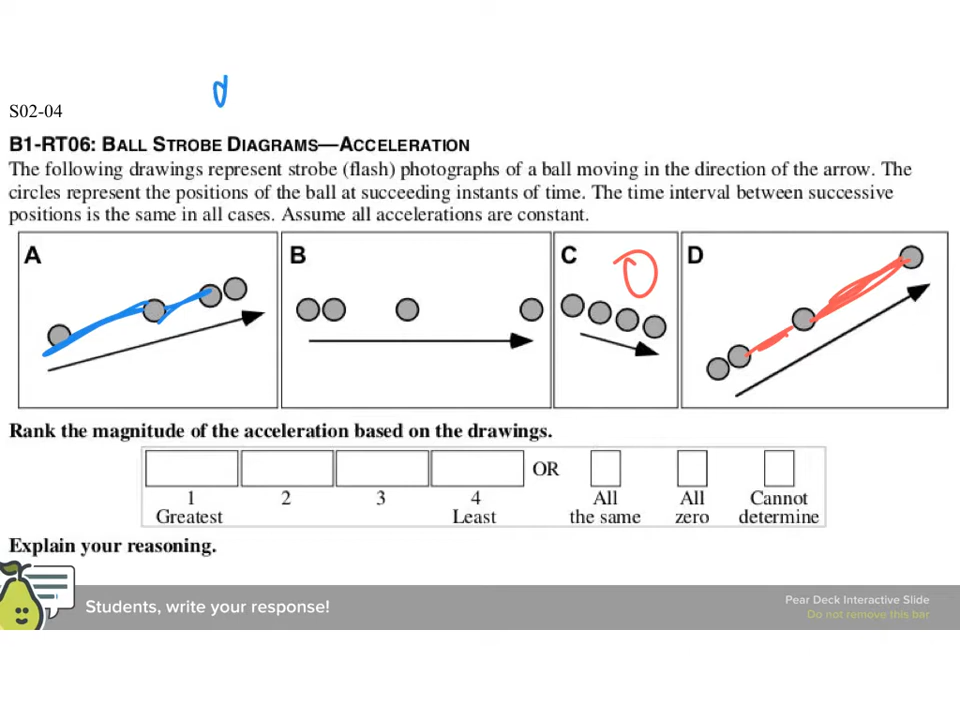 S02-04
B1-RT06: BALL STROBE DIAGRAMS—ACCELERATION
The following drawings represent strobe (flash) photographs of a ball moving in the direction of the arrow. The
circles represent the positions of the ball at succeeding instants of time. The time interval between successive
positions is the same in all cases. Assume all accelerations are constant.
A B C D
Rank the magnitude of the acceleration based on the drawings.
OR
1 2 3 4 All All Cannot
Greatest Least the same zero determine
Explain your reasoning.
Students, write your response!
Pear Deck Interactive Slide
Do not remove this bar